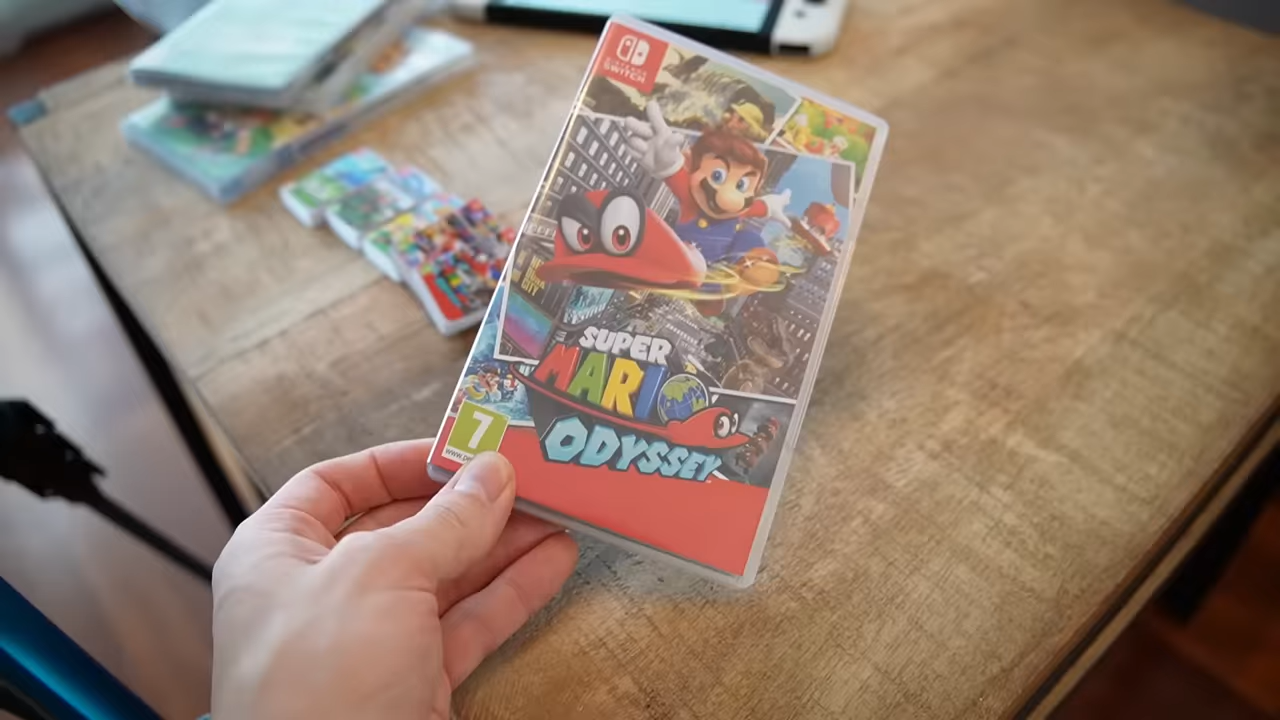 NINTENDO
SWITCH
SUPER
MARIO
ODYSSEY
7